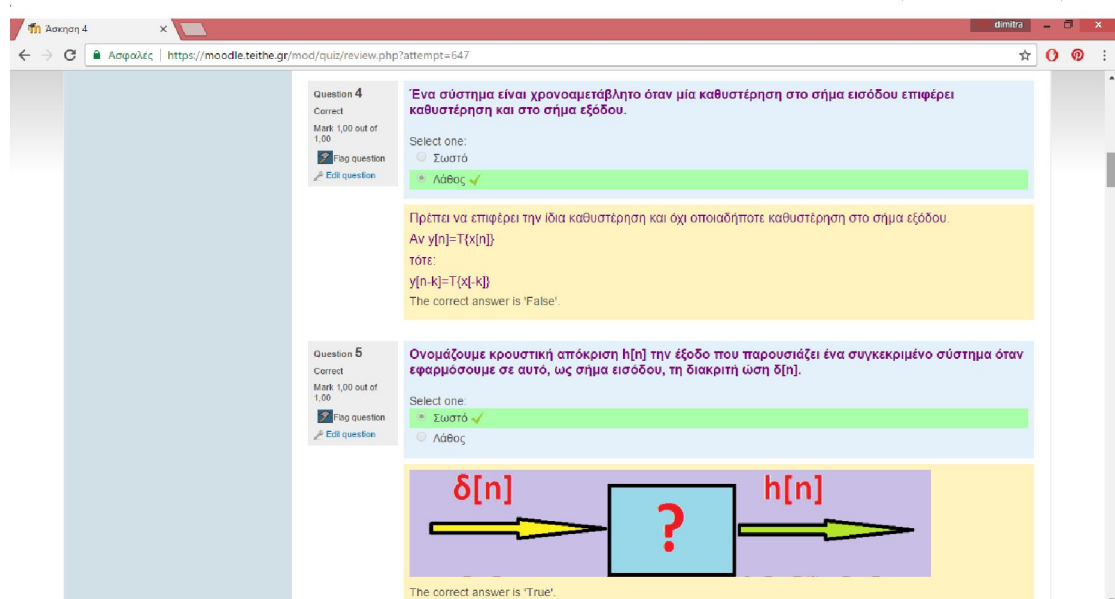 Άσκηση 4
dimitra
Ασφαλές | https://moodle.teithe.gr/mod/quiz/review.php?attempt=647
Question 4
Correct
Mark 1,00 out of
1,00
Flag question
Edit question
Ένα σύστημα είναι χρονοαμετάβλητο όταν μία καθυστέρηση στο σήμα εισόδου επιφέρει
καθυστέρηση και στο σήμα εξόδου.
Select one:
Σωστό
Λάθος
Πρέπει να επιφέρει την ίδια καθυστέρηση και όχι οποιαδήποτε καθυστέρηση στο σήμα εξόδου.
Αν y[n]=T{x[n]}
τότε:
y[n-k]=T{x[-k]}
The correct answer is 'False'.
Question 5
Correct
Mark 1,00 out of
1,00
Flag question
Edit question
Ονομάζουμε κρουστική απόκριση h[n] την έξοδο που παρουσιάζει ένα συγκεκριμένο σύστημα όταν
εφαρμόσουμε σε αυτό, ως σήμα εισόδου, τη διακριτή ώση δ[n].
Select one:
Σωστό
Λάθος
δ[n] ? h[n]
The correct answer is 'True'.